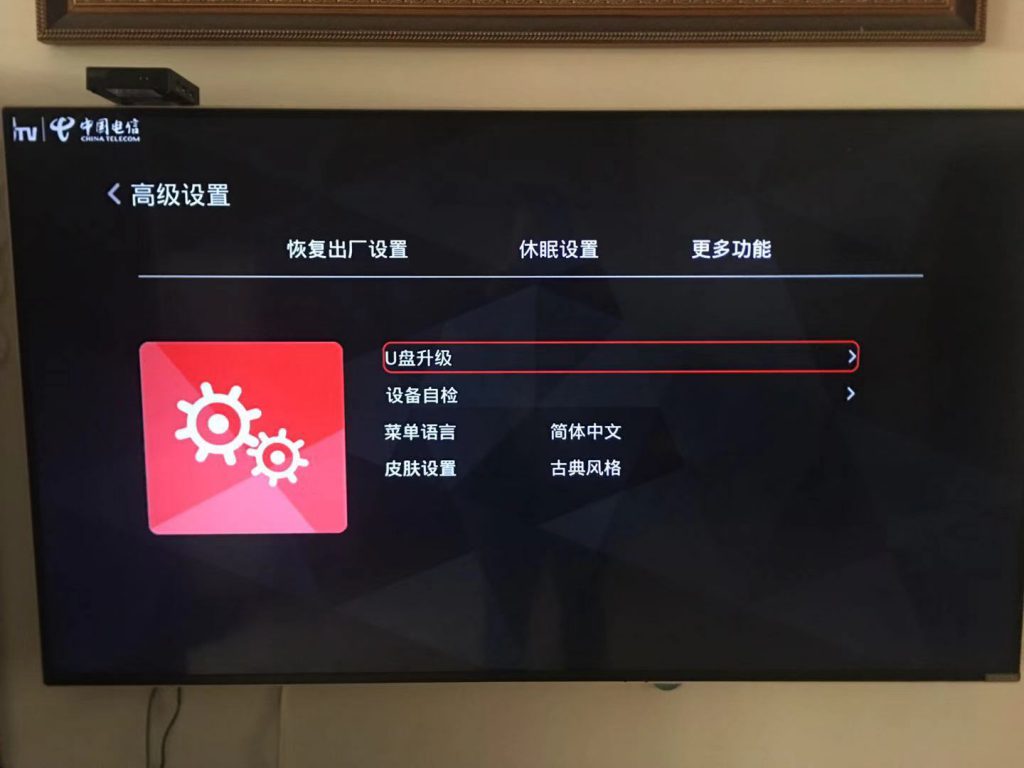 iTV 中国电信
CHINA TELECOM
高级设置
恢复出厂设置 休眠设置 更多功能
U盘升级
设备自检
菜单语言 简体中文
皮肤设置 古典风格